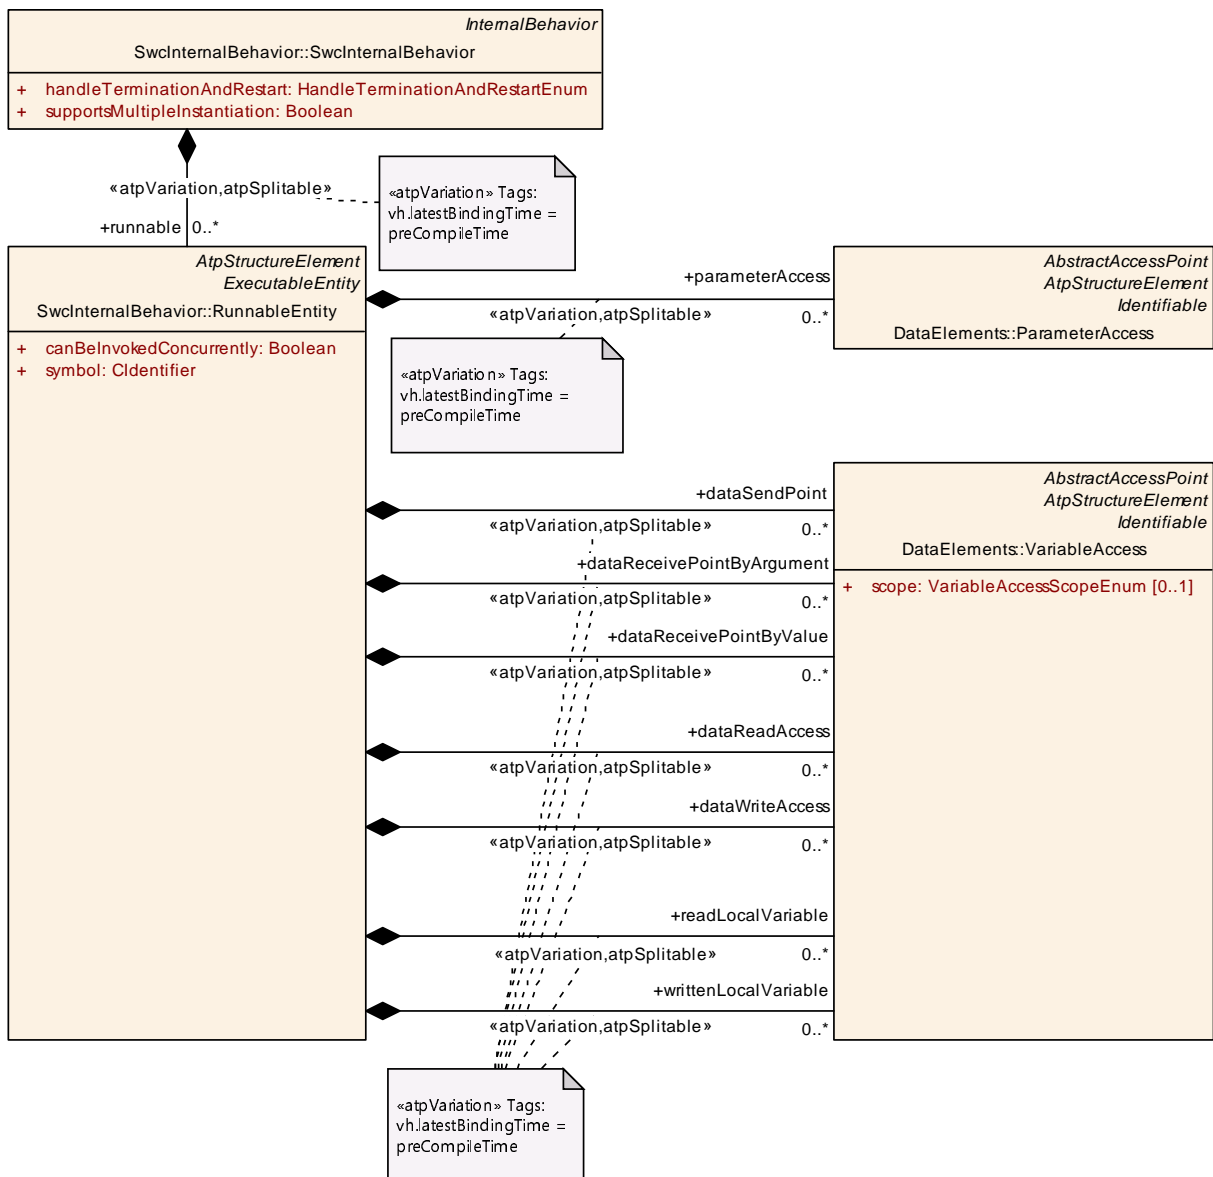 InternalBehavior
SwcInternalBehavior::SwcInternalBehavior
+ handleTerminationAndRestart: HandleTerminationAndRestartEnum
+ supportsMultipleInstantiation: Boolean
«atpVariation,atpSplitable»
+runnable 0..*
«atpVariation» Tags:
vh.latestBindingTime =
preCompileTime
AtpStructureElement
ExecutableEntity
SwcInternalBehavior::RunnableEntity
+ canBeInvokedConcurrently: Boolean
+ symbol: CIdentifier
+parameterAccess
«atpVariation,atpSplitable» 0..*
AbstractAccessPoint
AtpStructureElement
Identifiable
DataElements::ParameterAccess
«atpVariation» Tags:
vh.latestBindingTime =
preCompileTime
AbstractAccessPoint
AtpStructureElement
Identifiable
DataElements::VariableAccess
+ scope: VariableAccessScopeEnum [0..1]
+dataSendPoint
«atpVariation,atpSplitable» 0..*
+dataReceivePointByArgument
«atpVariation,atpSplitable» 0..*
+dataReceivePointByValue
«atpVariation,atpSplitable» 0..*
+dataReadAccess
«atpVariation,atpSplitable» 0..*
+dataWriteAccess
«atpVariation,atpSplitable» 0..*
+readLocalVariable
«atpVariation,atpSplitable» 0..*
+writtenLocalVariable
«atpVariation,atpSplitable» 0..*
«atpVariation» Tags:
vh.latestBindingTime =
preCompileTime